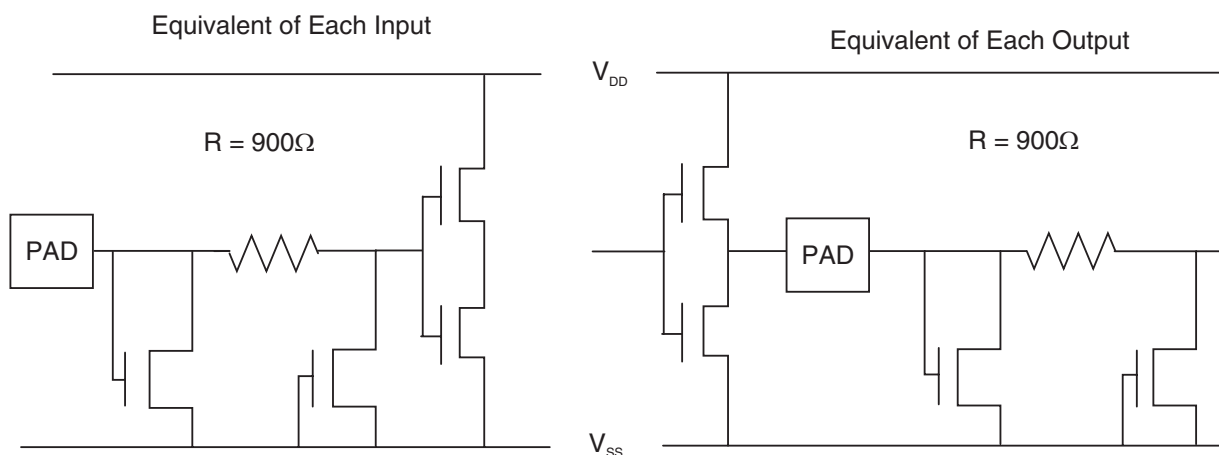 Equivalent of Each Input
R = 900Ω
PAD
Equivalent of Each Output
V_DD
R = 900Ω
PAD
V_SS